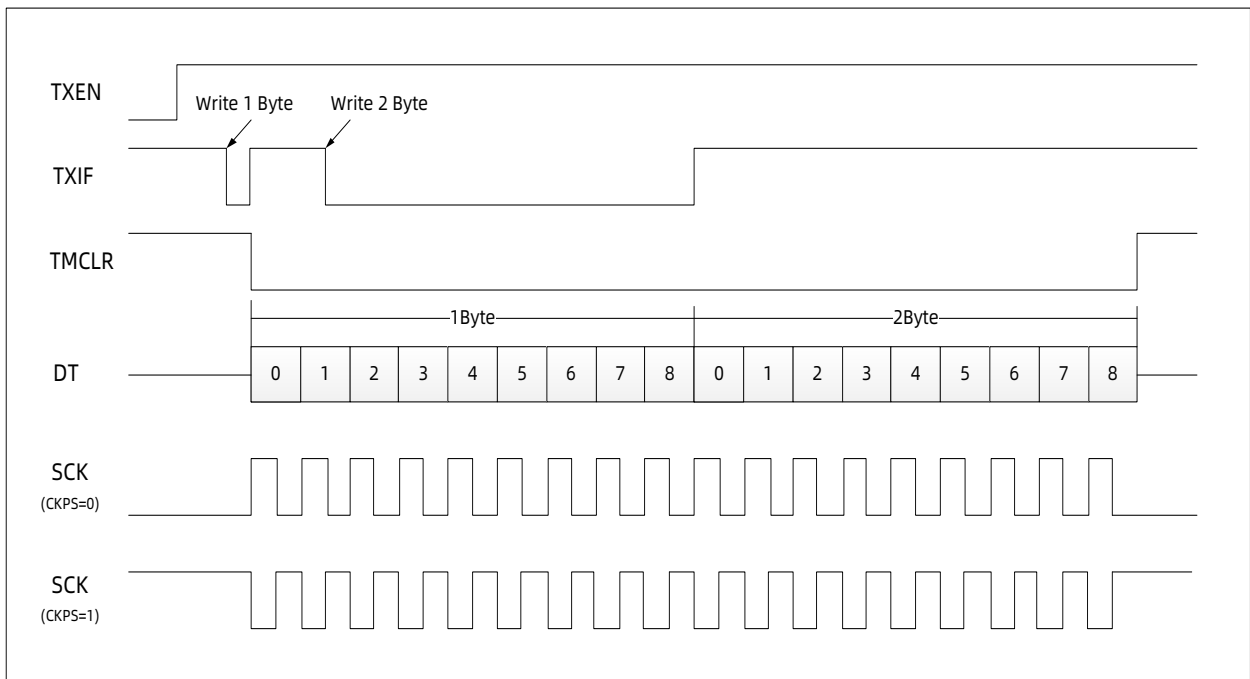 TXEN
Write 1 Byte Write 2 Byte
TXIF
TMCLR
1Byte 2Byte
DT 0 1 2 3 4 5 6 7 8 0 1 2 3 4 5 6 7 8
SCK
(CKPS=0)
SCK
(CKPS=1)